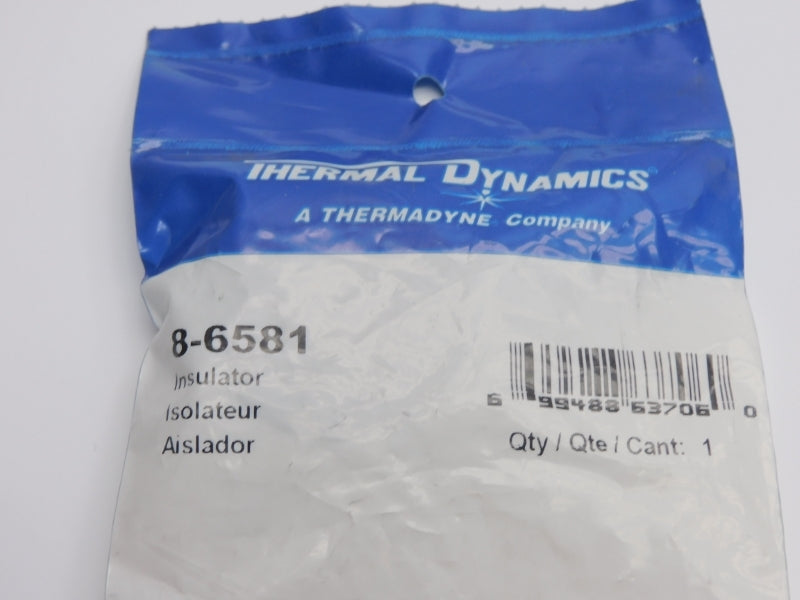 THERMAL DYNAMICS®
A THERMADYNE Company
8-6581
Insulator
Isolateur
Aislador
6 99488 63706 0
Qty / Qte / Cant: 1